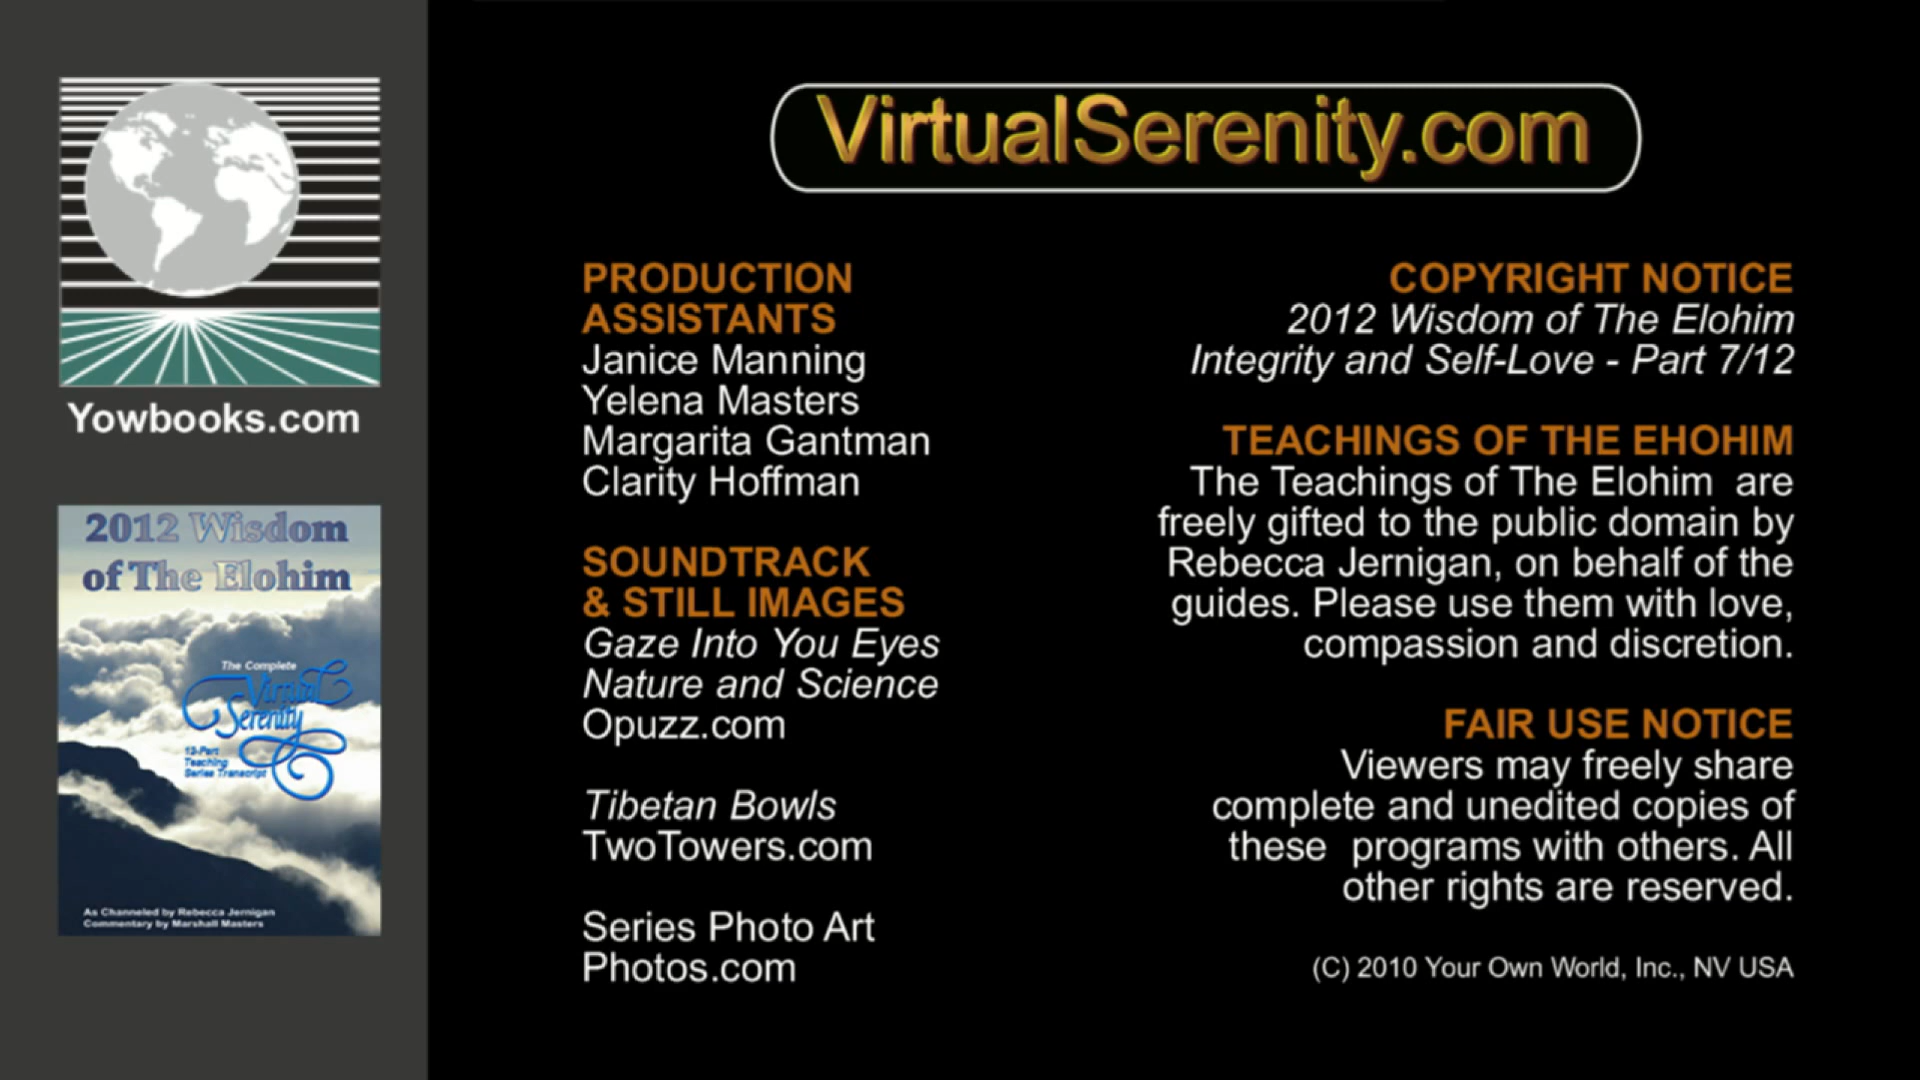 Yowbooks.com
2012 Wisdom
of The Elohim
The Complete
Virtual
Serenity
12-Part
Teaching
Series Transcript
As Channeled by Rebecca Jernigan
Commentary by Marshall Masters
VirtualSerenity.com
PRODUCTION
ASSISTANTS
Janice Manning
Yelena Masters
Margarita Gantman
Clarity Hoffman
SOUNDTRACK
& STILL IMAGES
Gaze Into You Eyes
Nature and Science
Opuzz.com
Tibetan Bowls
TwoTowers.com
Series Photo Art
Photos.com
COPYRIGHT NOTICE
2012 Wisdom of The Elohim
Integrity and Self-Love - Part 7/12
TEACHINGS OF THE EHOHIM
The Teachings of The Elohim are
freely gifted to the public domain by
Rebecca Jernigan, on behalf of the
guides. Please use them with love,
compassion and discretion.
FAIR USE NOTICE
Viewers may freely share
complete and unedited copies of
these programs with others. All
other rights are reserved.
(C) 2010 Your Own World, Inc., NV USA